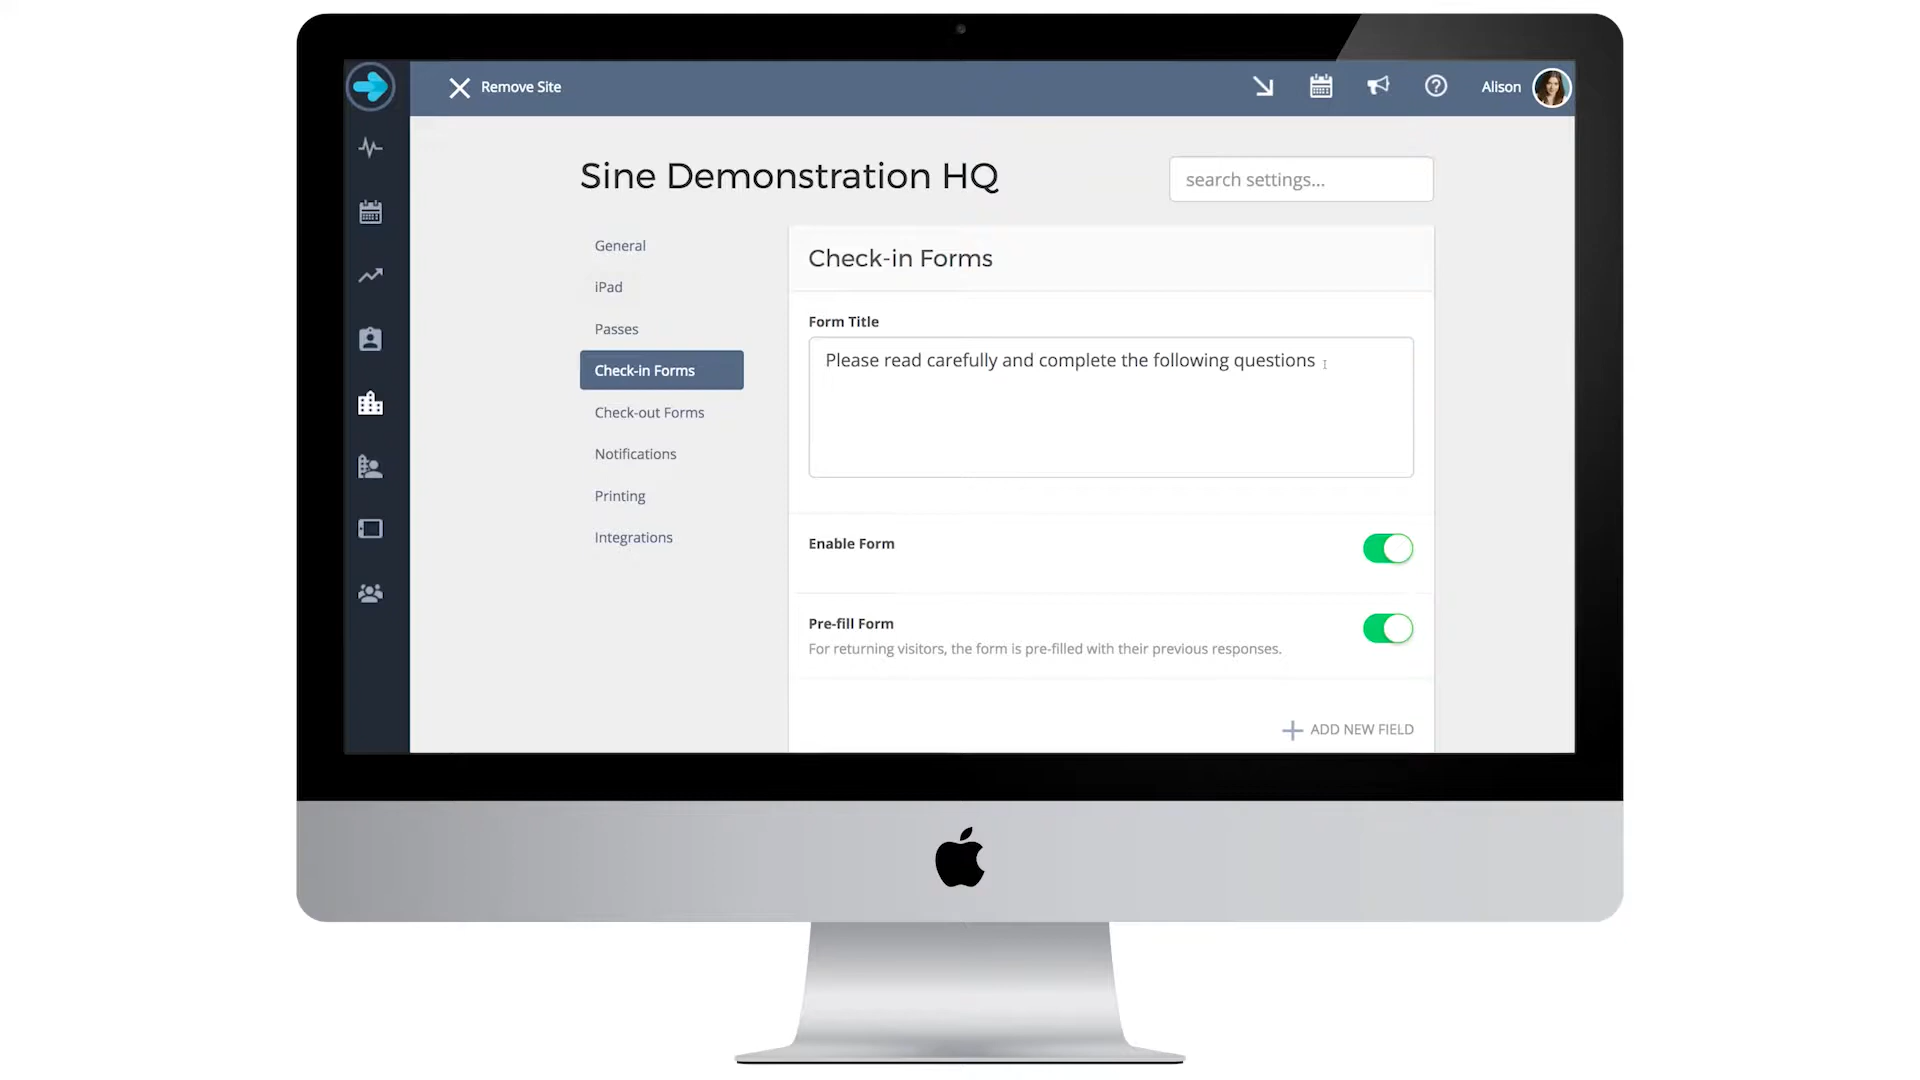 Remove Site
Alison
Sine Demonstration HQ
search settings...
General
iPad
Passes
Check-in Forms
Check-out Forms
Notifications
Printing
Integrations
Check-in Forms
Form Title
Please read carefully and complete the following questions
Enable Form
Pre-fill Form
For returning visitors, the form is pre-filled with their previous responses.
ADD NEW FIELD